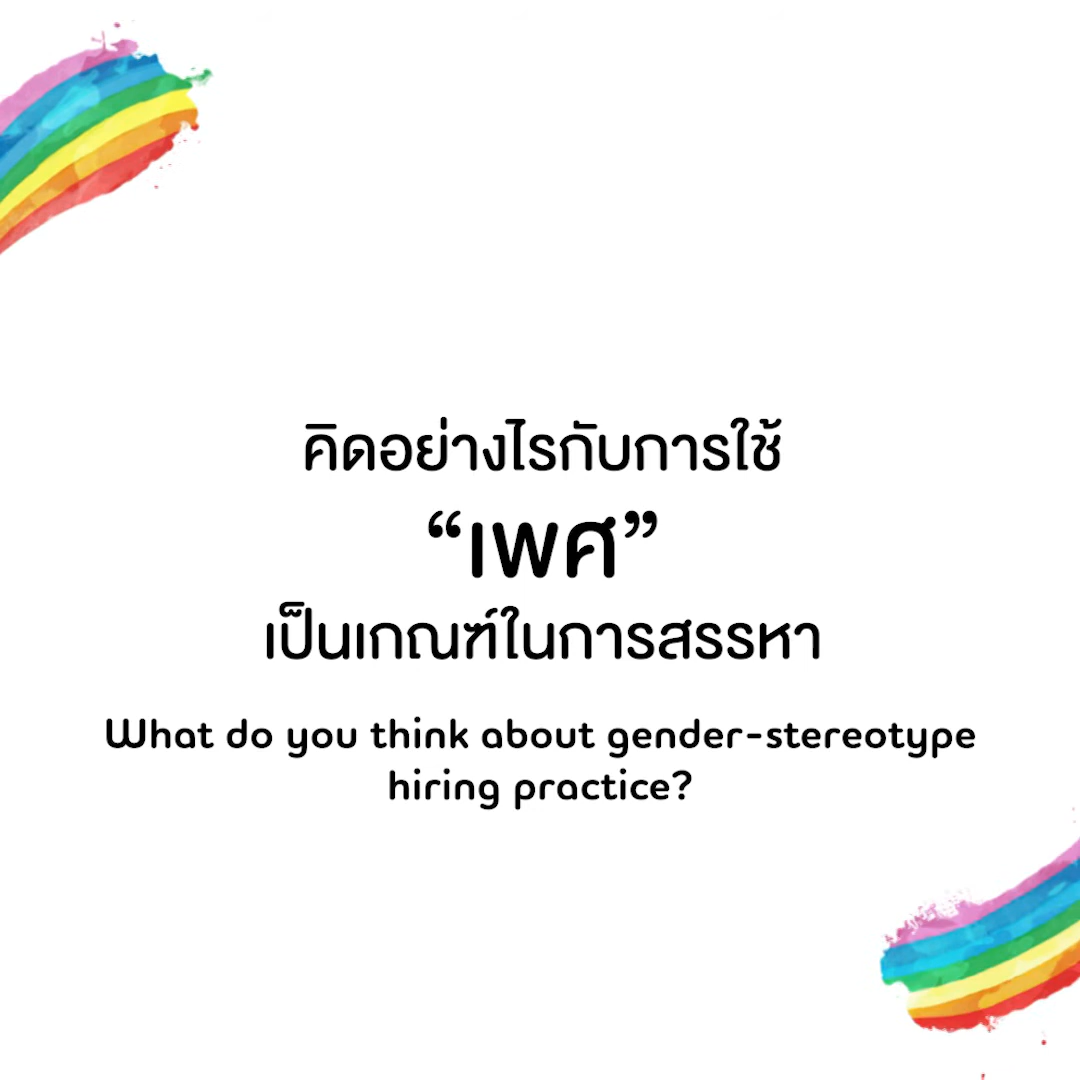 คิดอย่างไรกับการใช้
“เพศ”
เป็นเกณฑ์ในการสรรหา
What do you think about gender-stereotype
hiring practice?